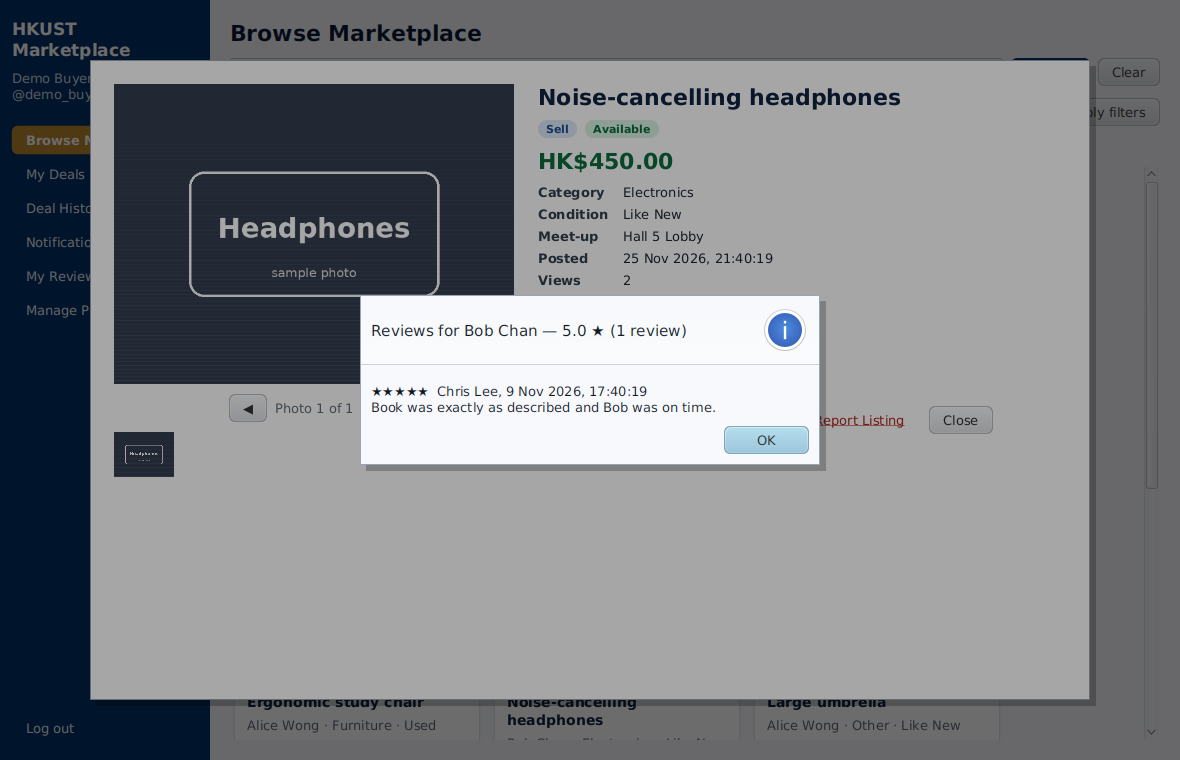 HKUST
Marketplace
Demo Buyer
@demo_buy
Browse M
My Deals
Deal Histo
Notificatio
My Review
Manage P
Log out
Browse Marketplace
Clear
ly filters
Headphones
sample photo
◀ Photo 1 of 1
Headphones
Noise-cancelling headphones
Sell Available
HK$450.00
Category Electronics
Condition Like New
Meet-up Hall 5 Lobby
Posted 25 Nov 2026, 21:40:19
Views 2
Report Listing Close
Reviews for Bob Chan — 5.0 ★ (1 review)
i
★★★★★ Chris Lee, 9 Nov 2026, 17:40:19
Book was exactly as described and Bob was on time.
OK
Ergonomic study chair
Alice Wong · Furniture · Used
Noise-cancelling
headphones
Large umbrella
Alice Wong · Other · Like New